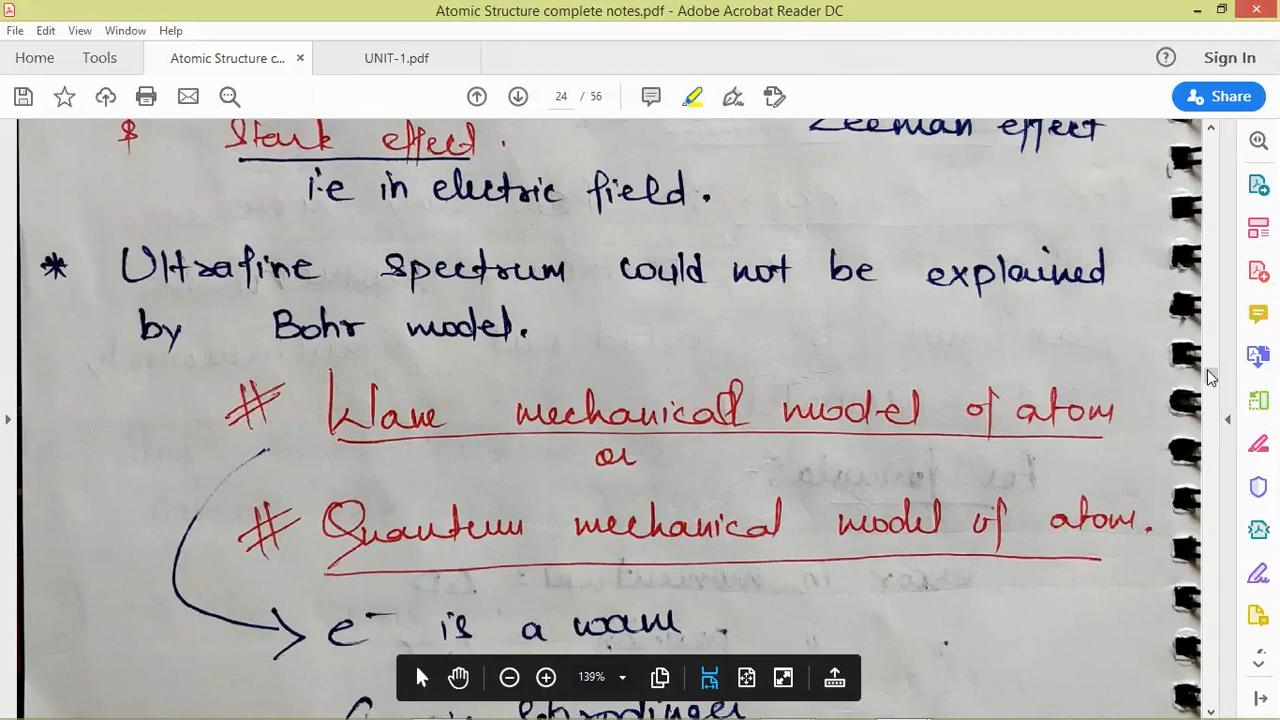 Atomic Structure complete notes.pdf - Adobe Acrobat Reader DC
File Edit View Window Help
Home Tools Atomic Structure c... × UNIT-1.pdf Sign In
24 / 56 Share
Stark effect. Zeeman effect
i.e in electric field.
* Ultrafine spectrum could not be explained
by Bohr model.
# Wave mechanical model of atom
or
# Quantum mechanical model of atom.
e⁻ is a wave.
139%
Schrodinger